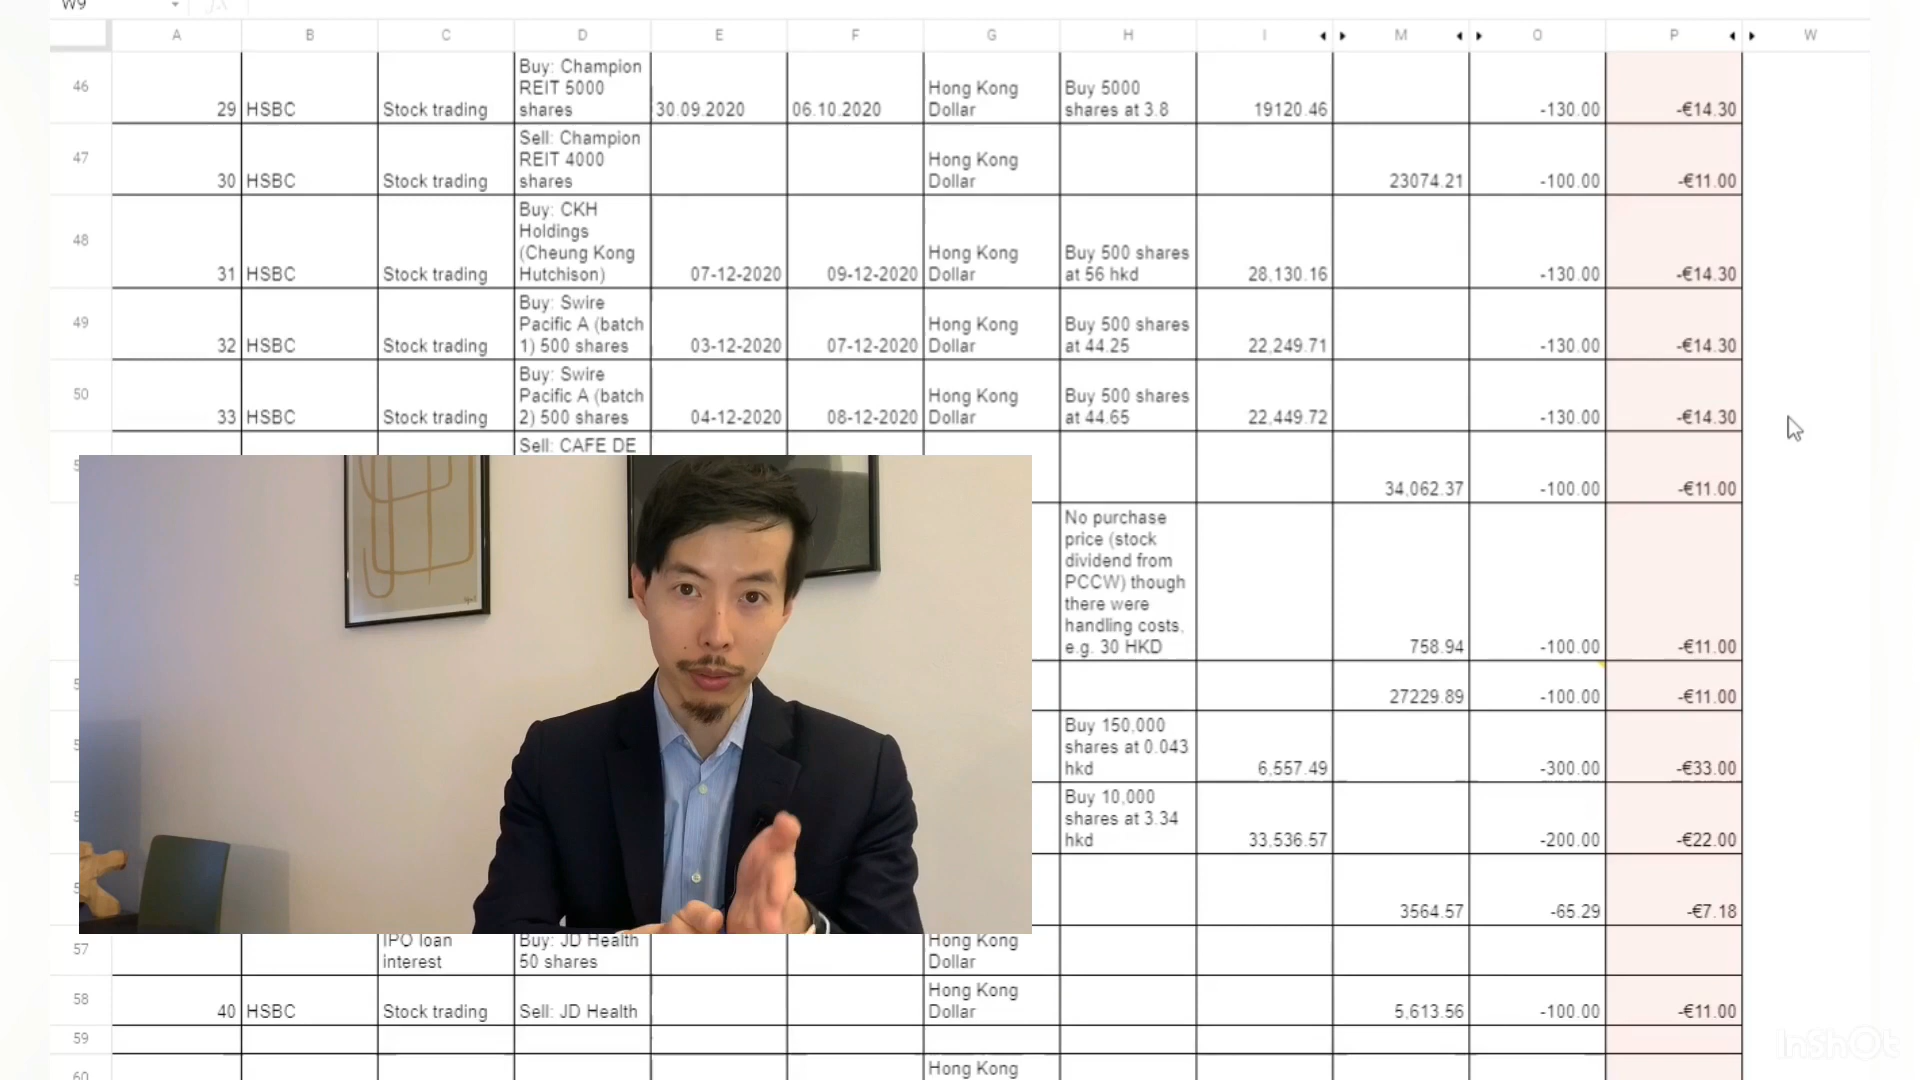 W9
A B C D E F G H I M O P W
46 29 HSBC Stock trading Buy: Champion REIT 5000 shares 30.09.2020 06.10.2020 Hong Kong Dollar Buy 5000 shares at 3.8 19120.46 -130.00 -€14.30
47 30 HSBC Stock trading Sell: Champion REIT 4000 shares Hong Kong Dollar 23074.21 -100.00 -€11.00
48 31 HSBC Stock trading Buy: CKH Holdings (Cheung Kong Hutchison) 07-12-2020 09-12-2020 Hong Kong Dollar Buy 500 shares at 56 hkd 28,130.16 -130.00 -€14.30
49 32 HSBC Stock trading Buy: Swire Pacific A (batch 1) 500 shares 03-12-2020 07-12-2020 Hong Kong Dollar Buy 500 shares at 44.25 22,249.71 -130.00 -€14.30
50 33 HSBC Stock trading Buy: Swire Pacific A (batch 2) 500 shares 04-12-2020 08-12-2020 Hong Kong Dollar Buy 500 shares at 44.65 22,449.72 -130.00 -€14.30
Sell: CAFE DE 34,062.37 -100.00 -€11.00
No purchase price (stock dividend from PCCW) though there were handling costs, e.g. 30 HKD 758.94 -100.00 -€11.00
27229.89 -100.00 -€11.00
Buy 150,000 shares at 0.043 hkd 6,557.49 -300.00 -€33.00
Buy 10,000 shares at 3.34 hkd 33,536.57 -200.00 -€22.00
3564.57 -65.29 -€7.18
57 IPO loan interest Buy: JD Health 50 shares Hong Kong Dollar
58 40 HSBC Stock trading Sell: JD Health Hong Kong Dollar 5,613.56 -100.00 -€11.00
59
60 Hong Kong
InShOt